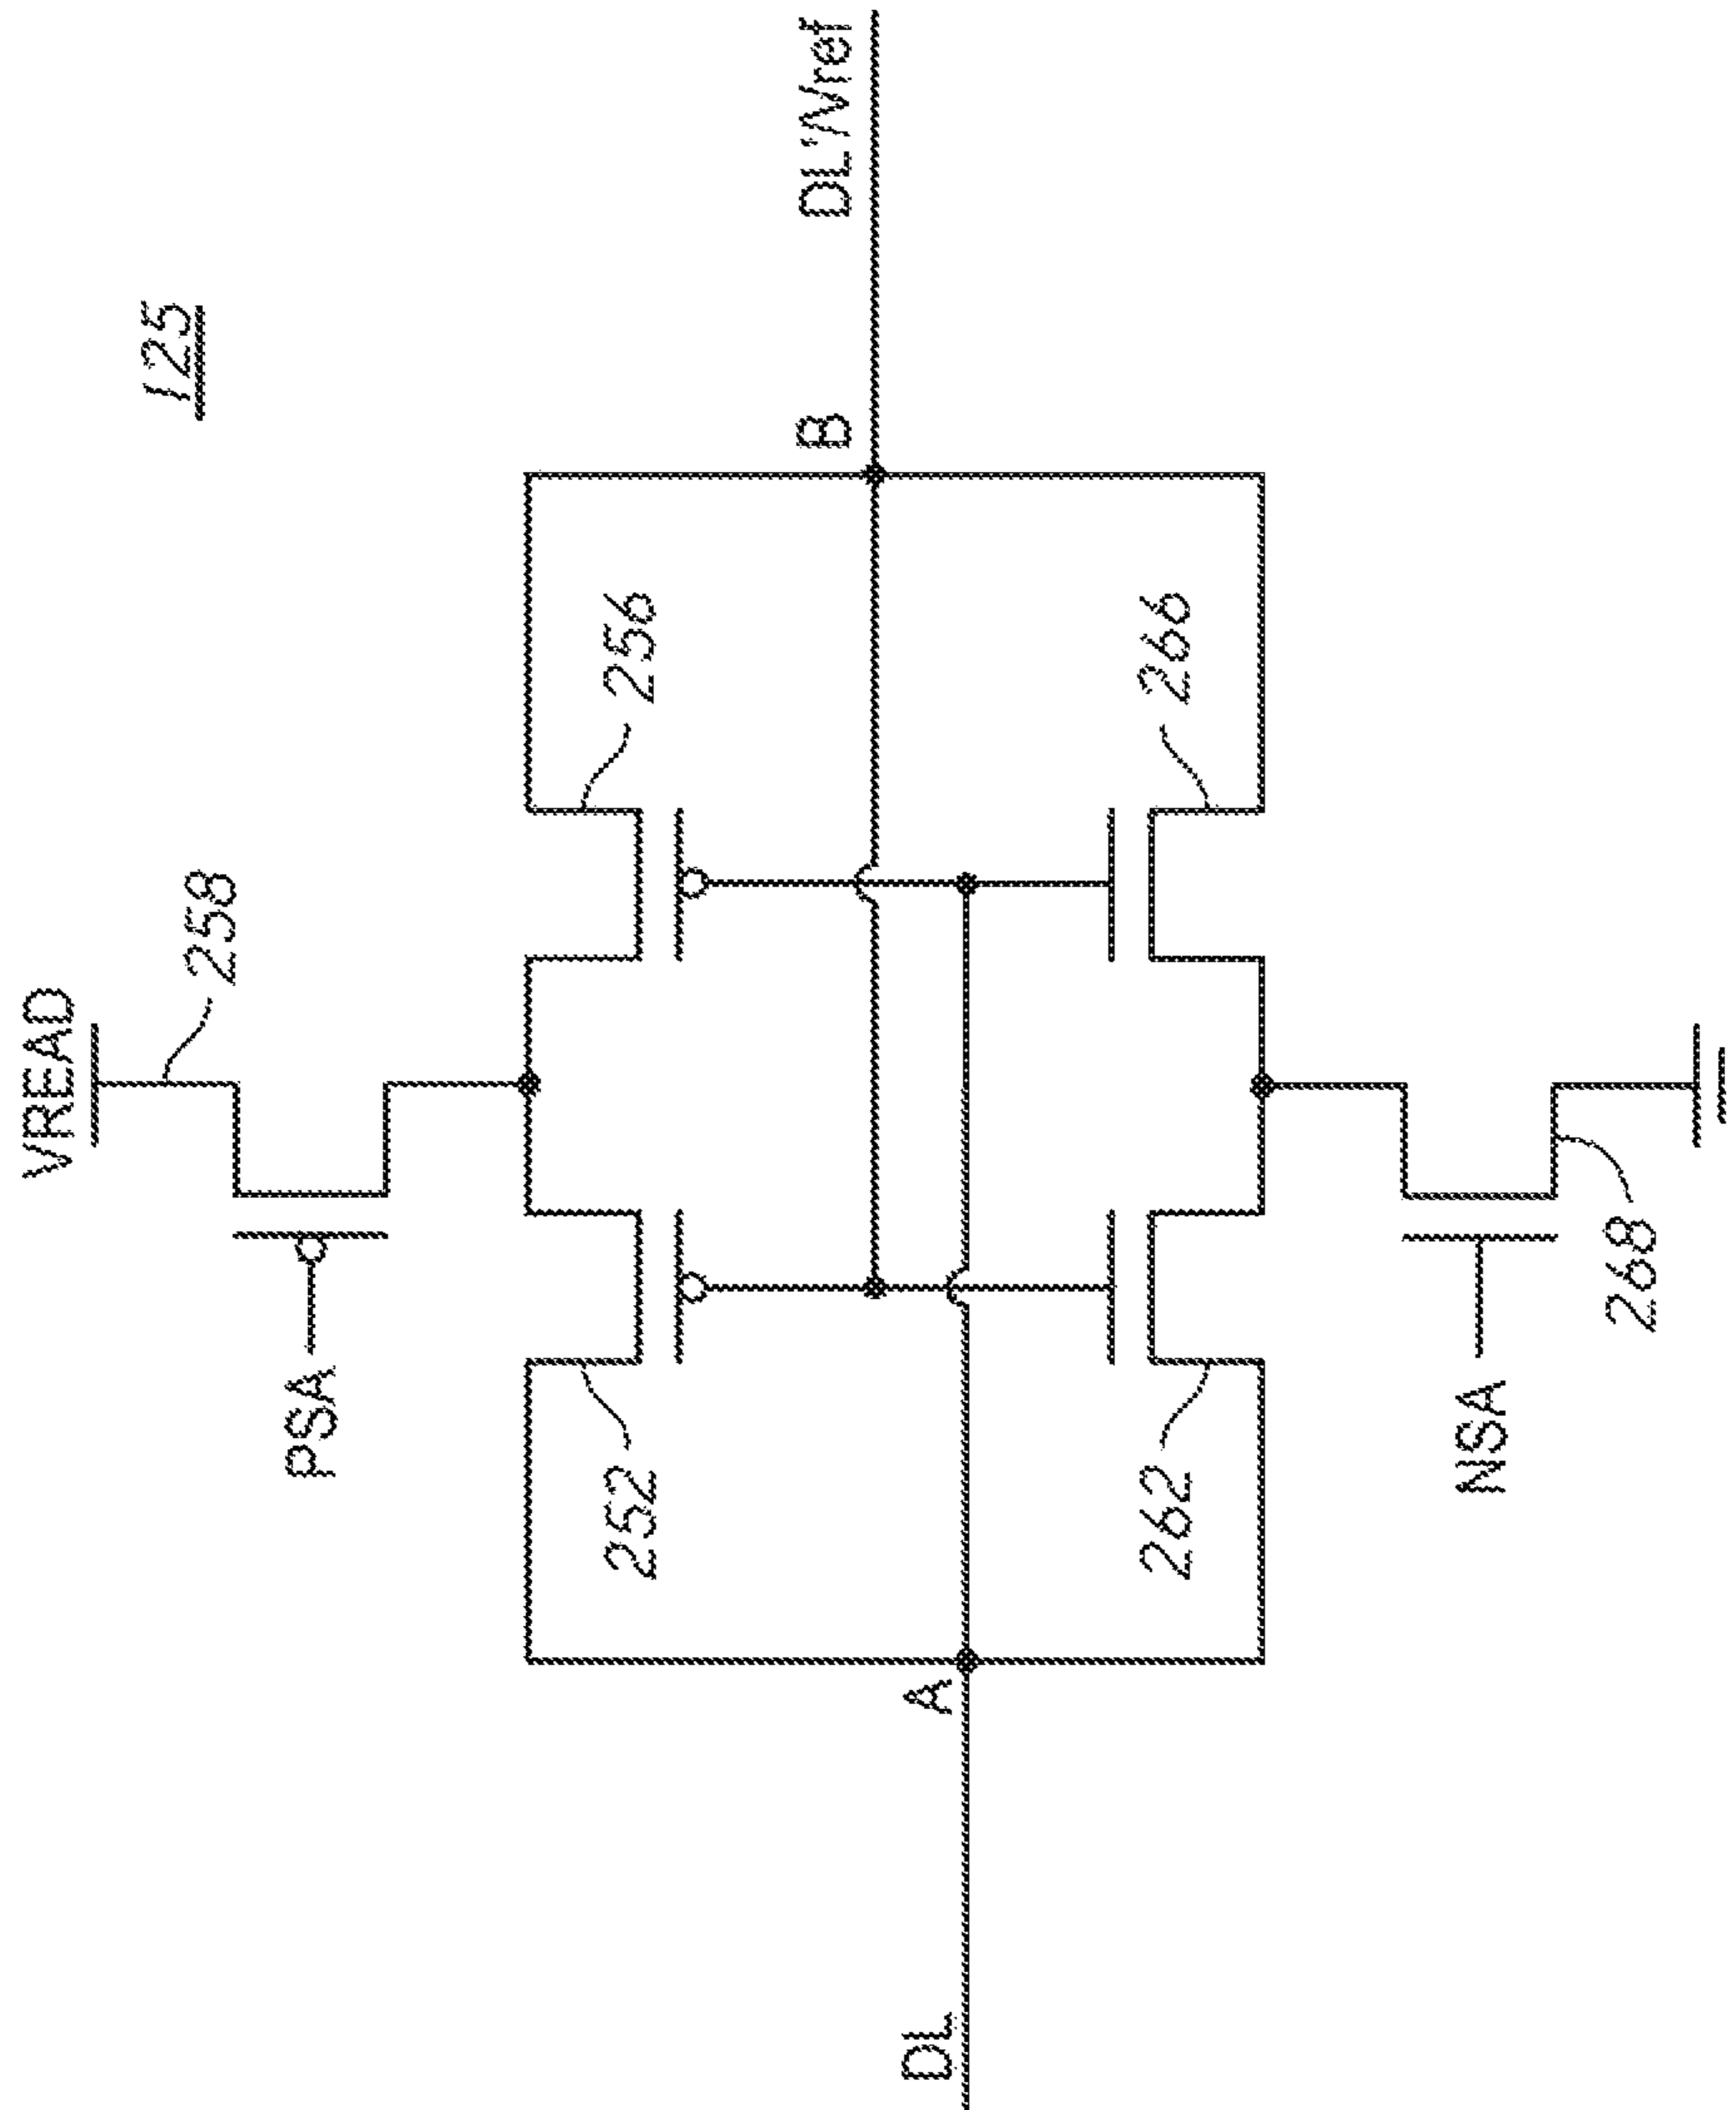 VREAD
125
258
PSA
252
256
B
DL'/Vref
DL
A
262
266
NSA
268